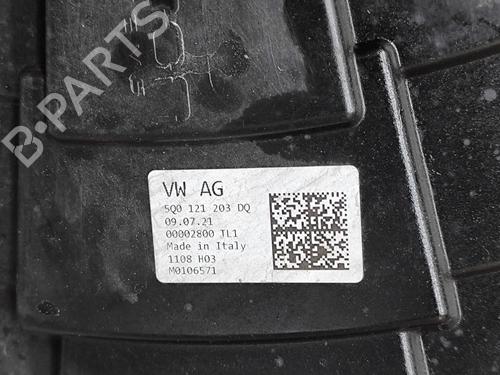 B-PARTS
VW AG
5Q0 121 203 DQ
09.07.21
00002800 TL1
Made in Italy
1108 H03
M0106571